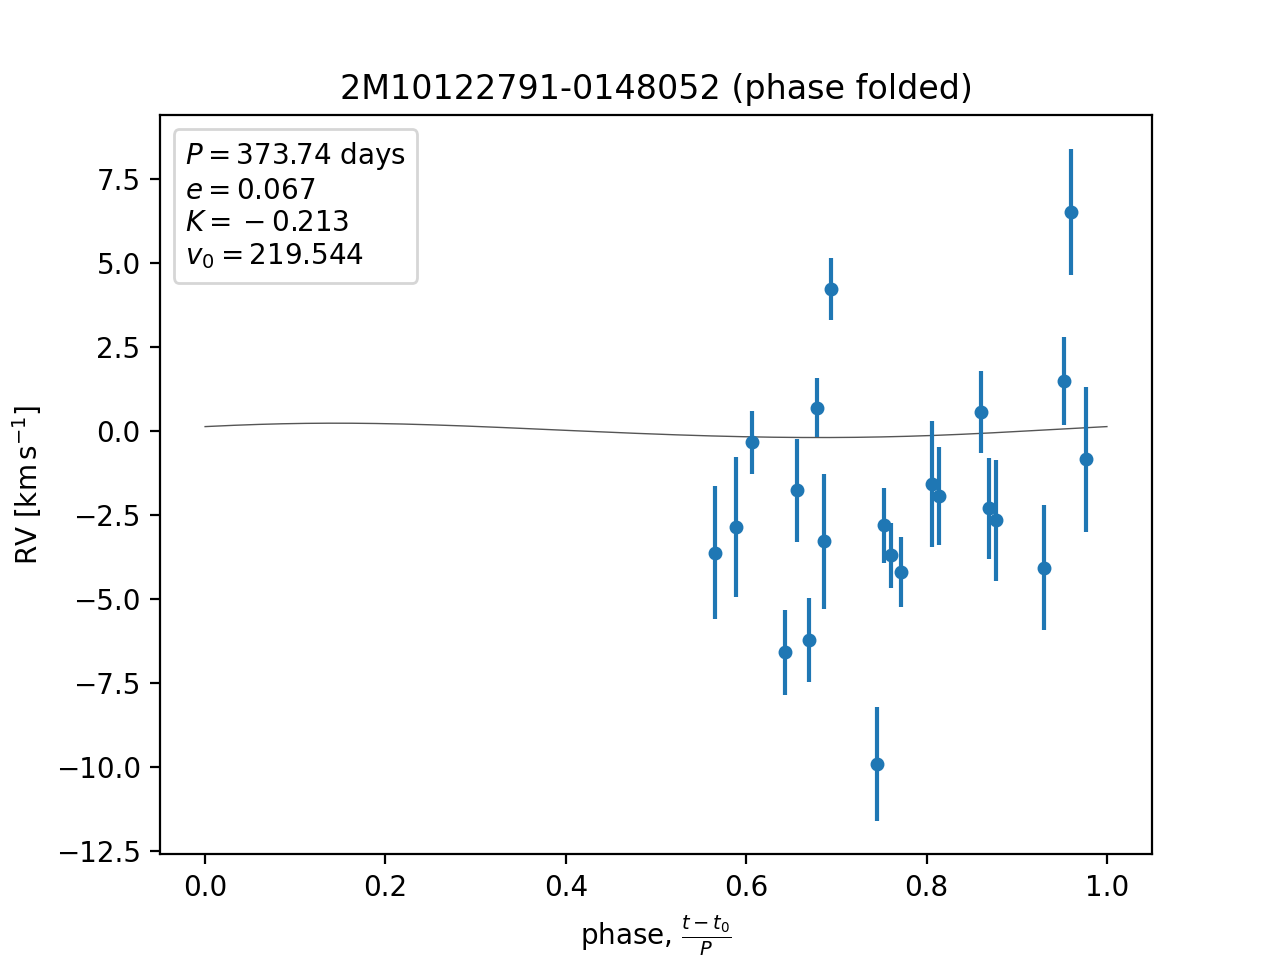 2M10122791-0148052 (phase folded)
P = 373.74 days
e = 0.067
K = −0.213
v₀ = 219.544
7.5
5.0
2.5
0.0
−2.5
−5.0
−7.5
−10.0
−12.5
RV [km s⁻¹]
0.0 0.2 0.4 0.6 0.8 1.0
phase, (t − t₀)/P